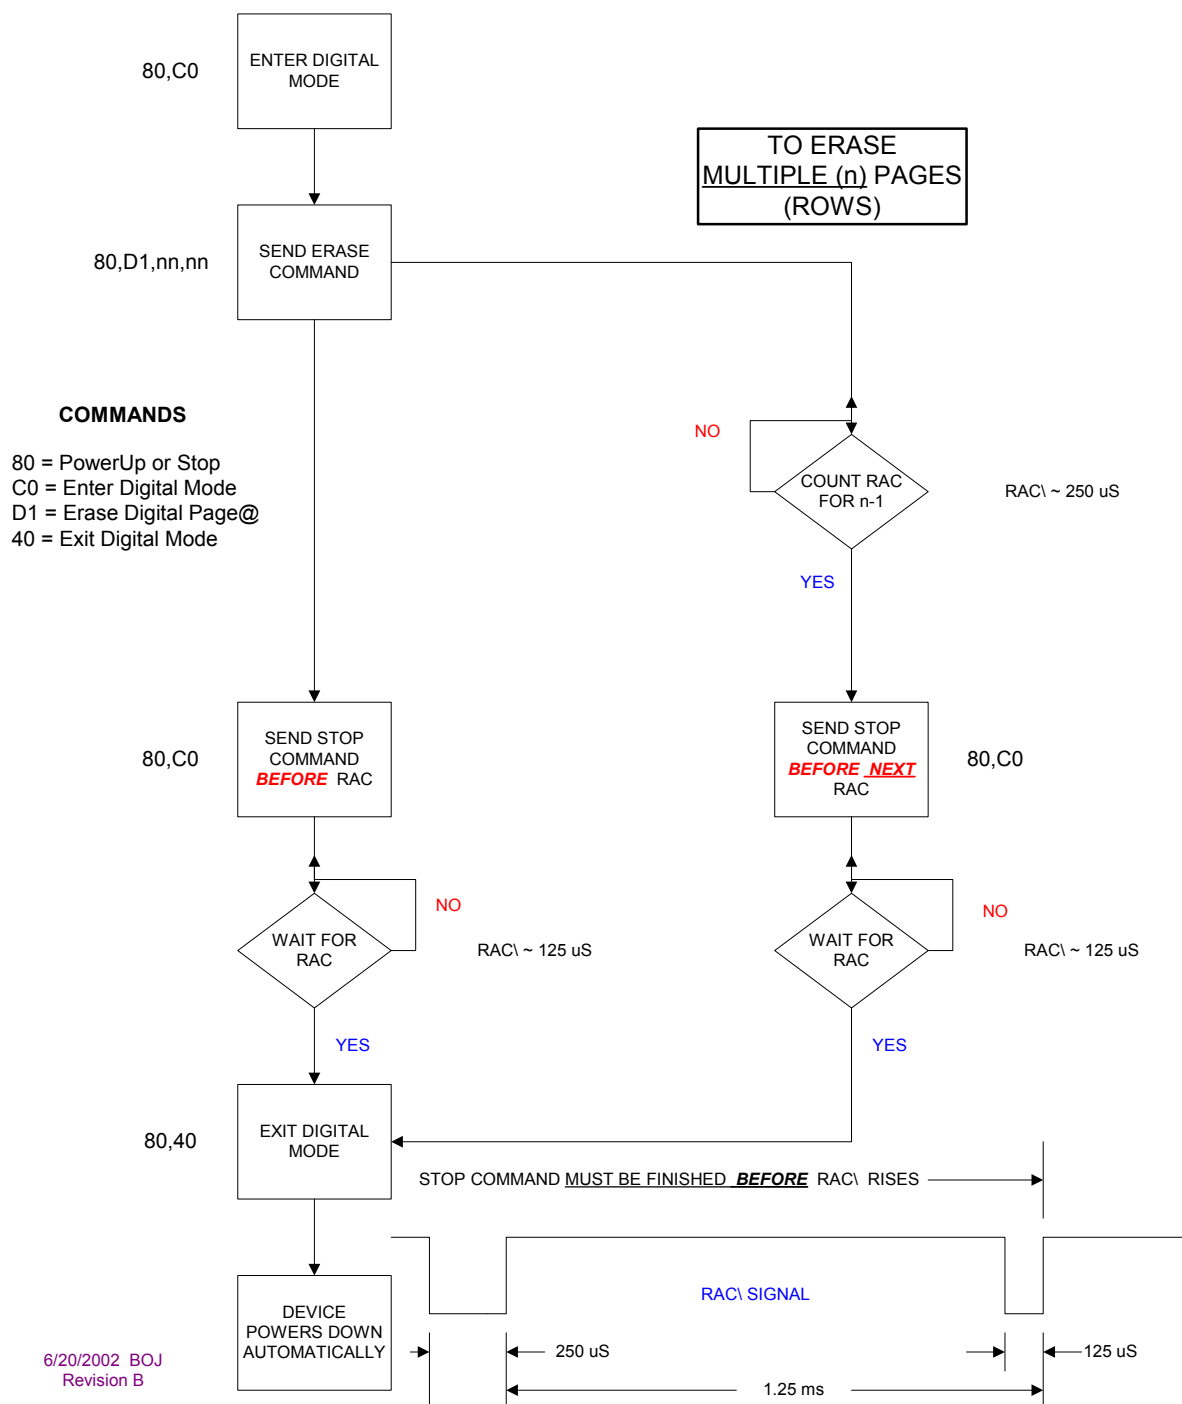 80,C0
ENTER DIGITAL
MODE
TO ERASE
MULTIPLE (n) PAGES
(ROWS)
80,D1,nn,nn
SEND ERASE
COMMAND
COMMANDS
80 = PowerUp or Stop
C0 = Enter Digital Mode
D1 = Erase Digital Page@
40 = Exit Digital Mode
NO
COUNT RAC
FOR n-1
RAC\ ~ 250 uS
YES
80,C0
SEND STOP
COMMAND
BEFORE RAC
SEND STOP
COMMAND
BEFORE NEXT
RAC
80,C0
WAIT FOR
RAC
NO
RAC\ ~ 125 uS
YES
WAIT FOR
RAC
NO
RAC\ ~ 125 uS
YES
80,40
EXIT DIGITAL
MODE
STOP COMMAND MUST BE FINISHED BEFORE RAC\ RISES
RAC\ SIGNAL
DEVICE
POWERS DOWN
AUTOMATICALLY
250 uS
125 uS
1.25 ms
6/20/2002 BOJ
Revision B